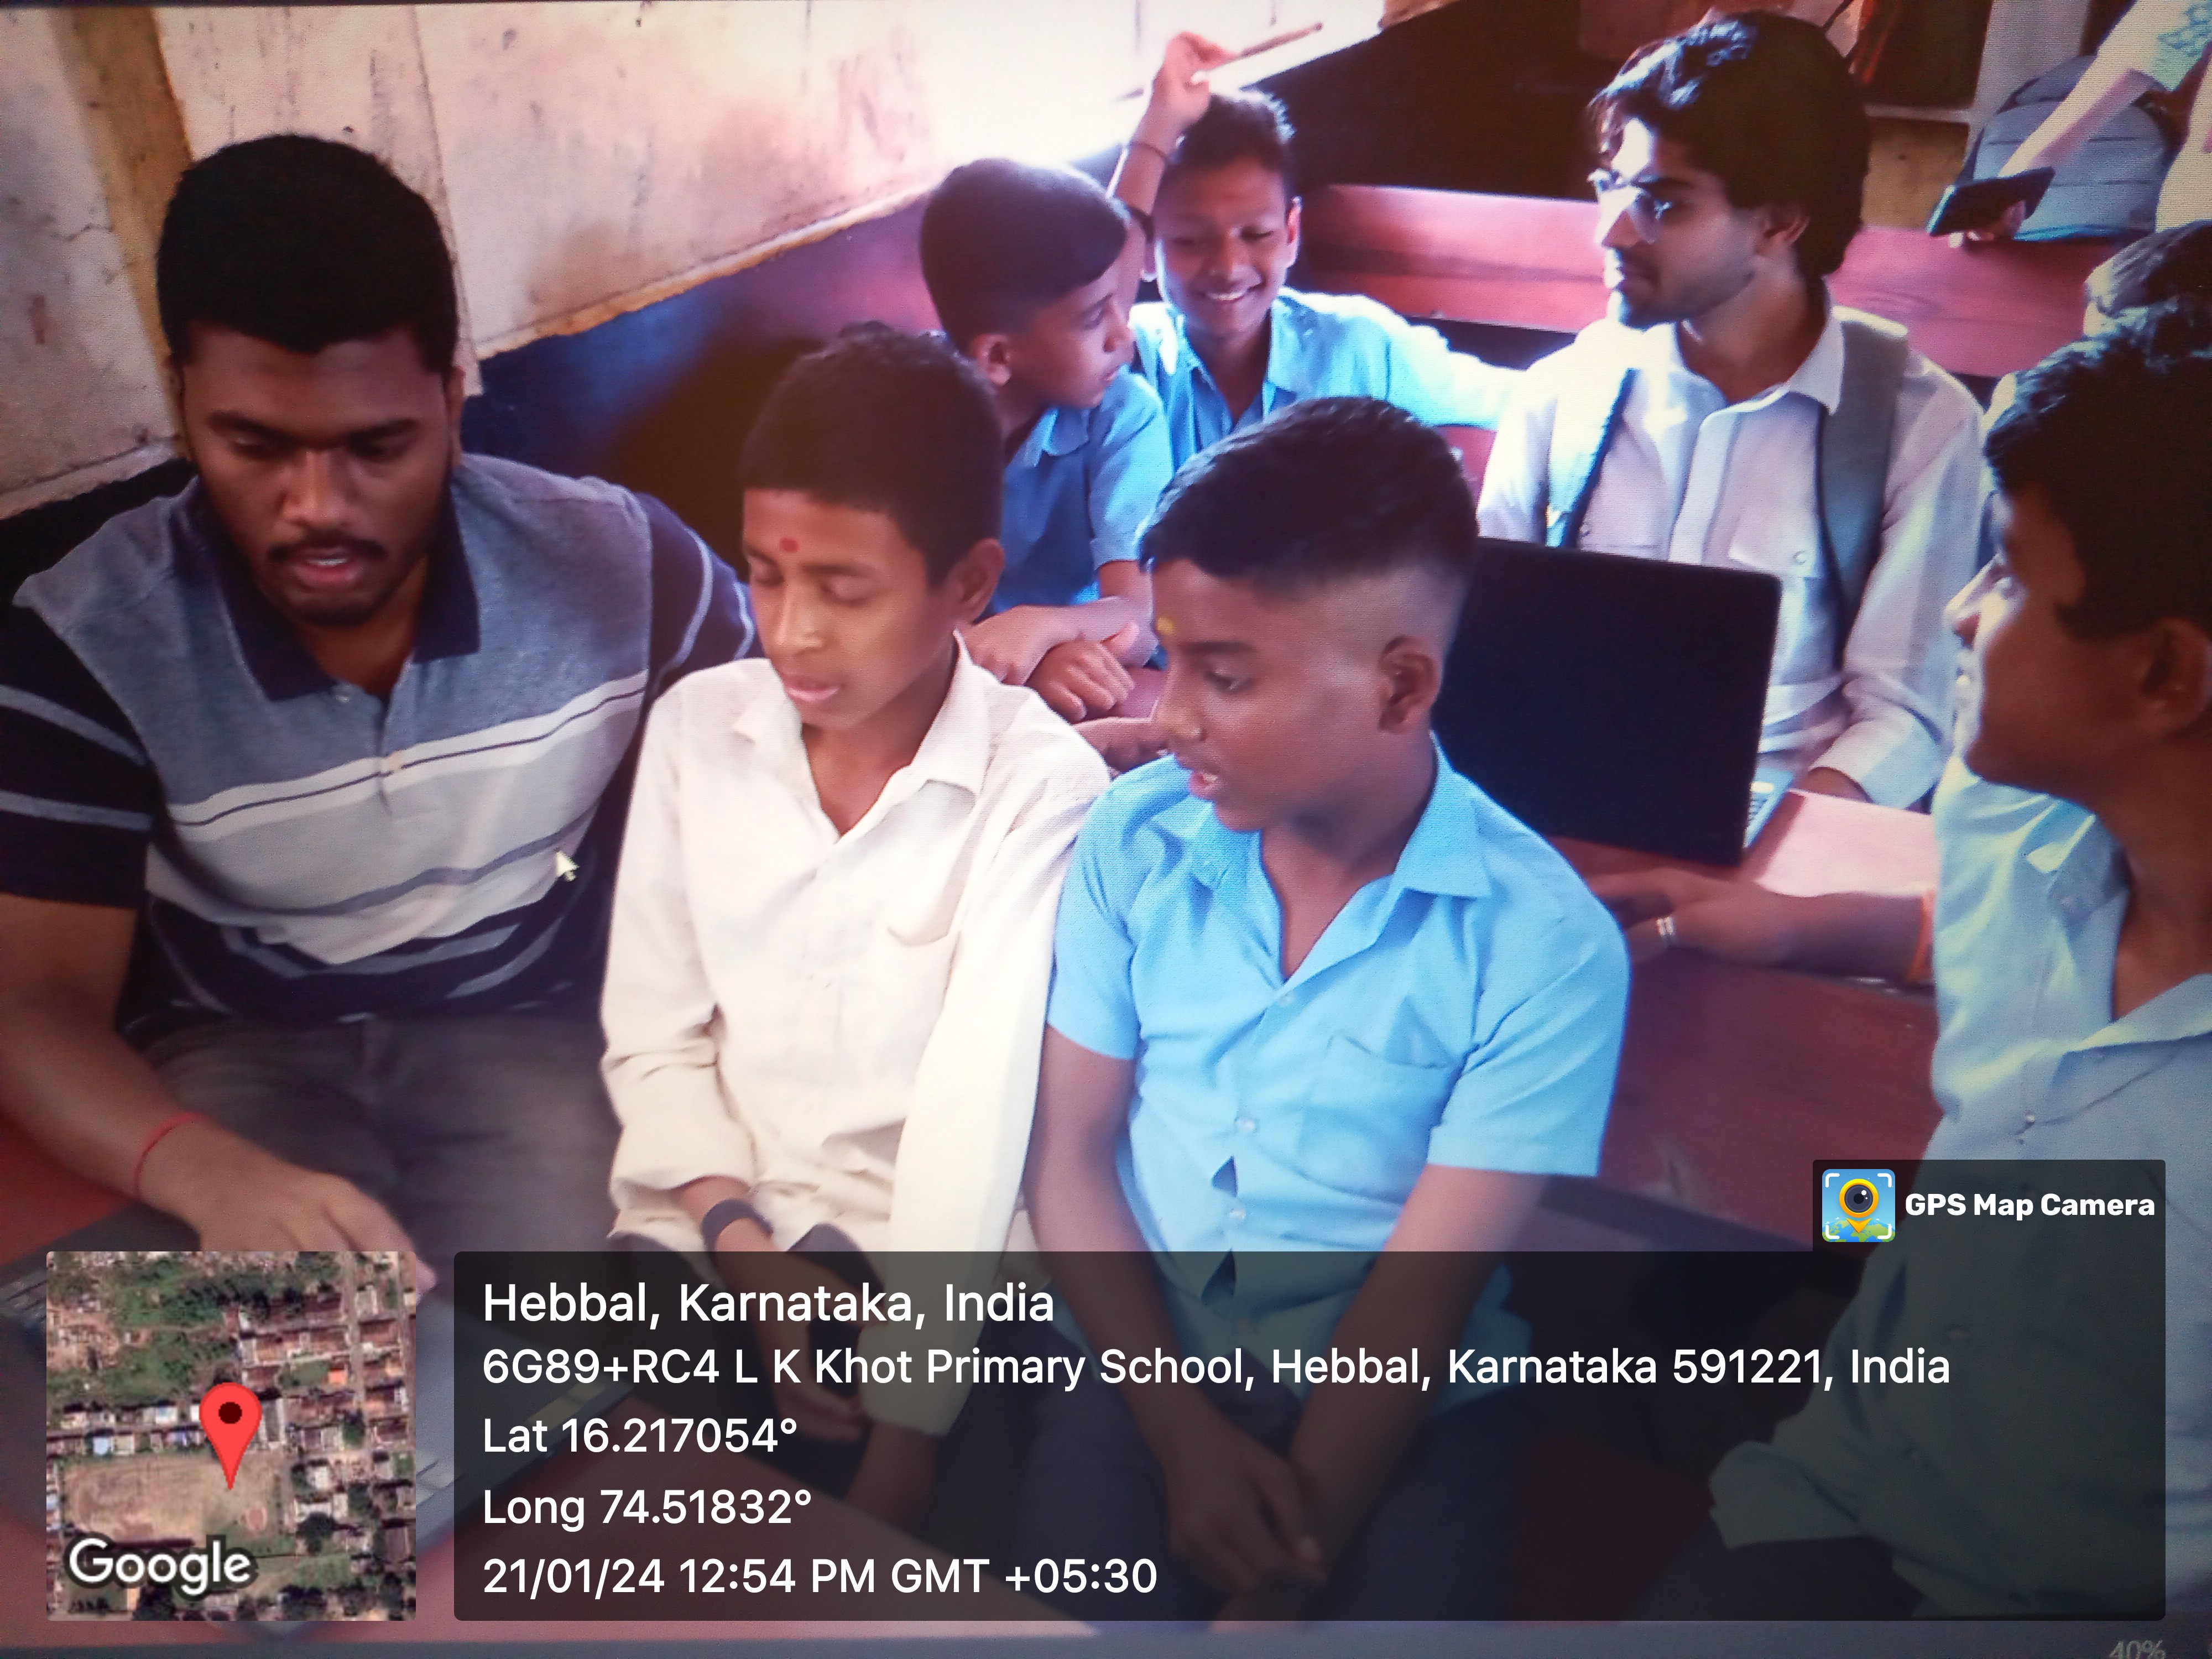 GPS Map Camera
Hebbal, Karnataka, India
6G89+RC4 L K Khot Primary School, Hebbal, Karnataka 591221, India
Lat 16.217054°
Long 74.51832°
21/01/24 12:54 PM GMT +05:30
Google
40%